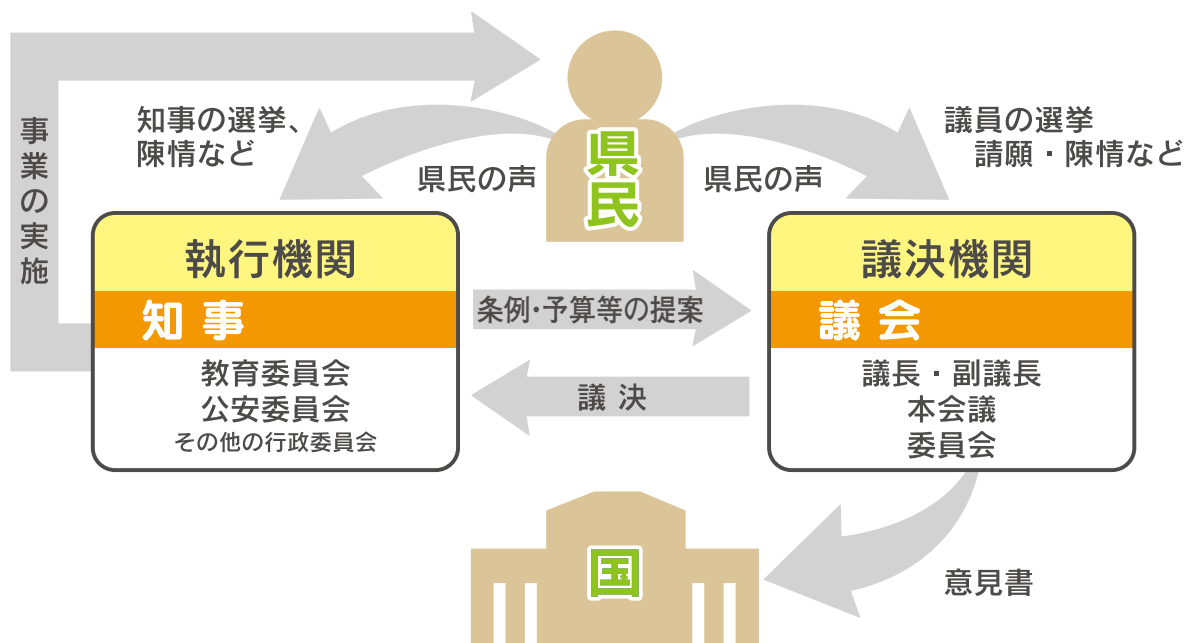 事業の実施
知事の選挙、
陳情など
県民の声
県民
県民の声
議員の選挙
請願・陳情など
執行機関
知事
教育委員会
公安委員会
その他の行政委員会
条例・予算等の提案
議決
議決機関
議会
議長・副議長
本会議
委員会
国
意見書